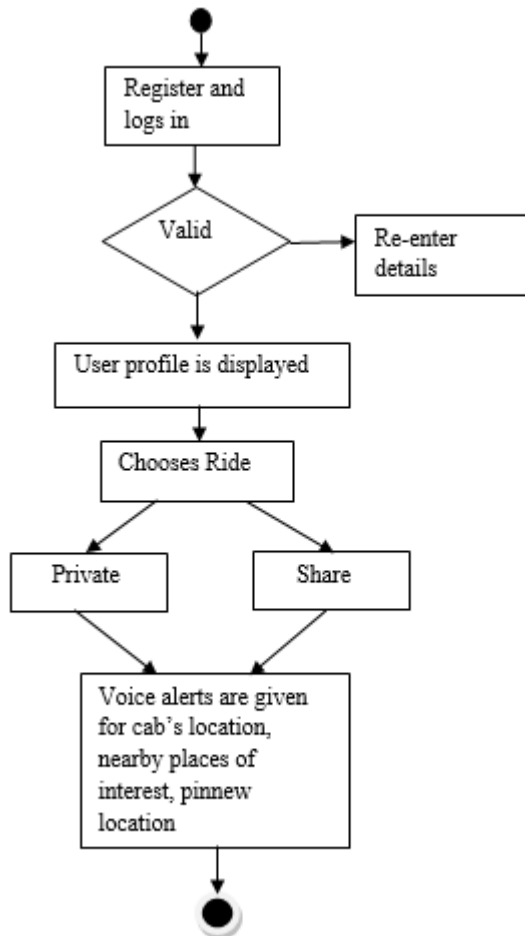 Register and
logs in
Valid
Re-enter
details
User profile is displayed
Chooses Ride
Private
Share
Voice alerts are given
for cab's location,
nearby places of
interest, pinnew
location